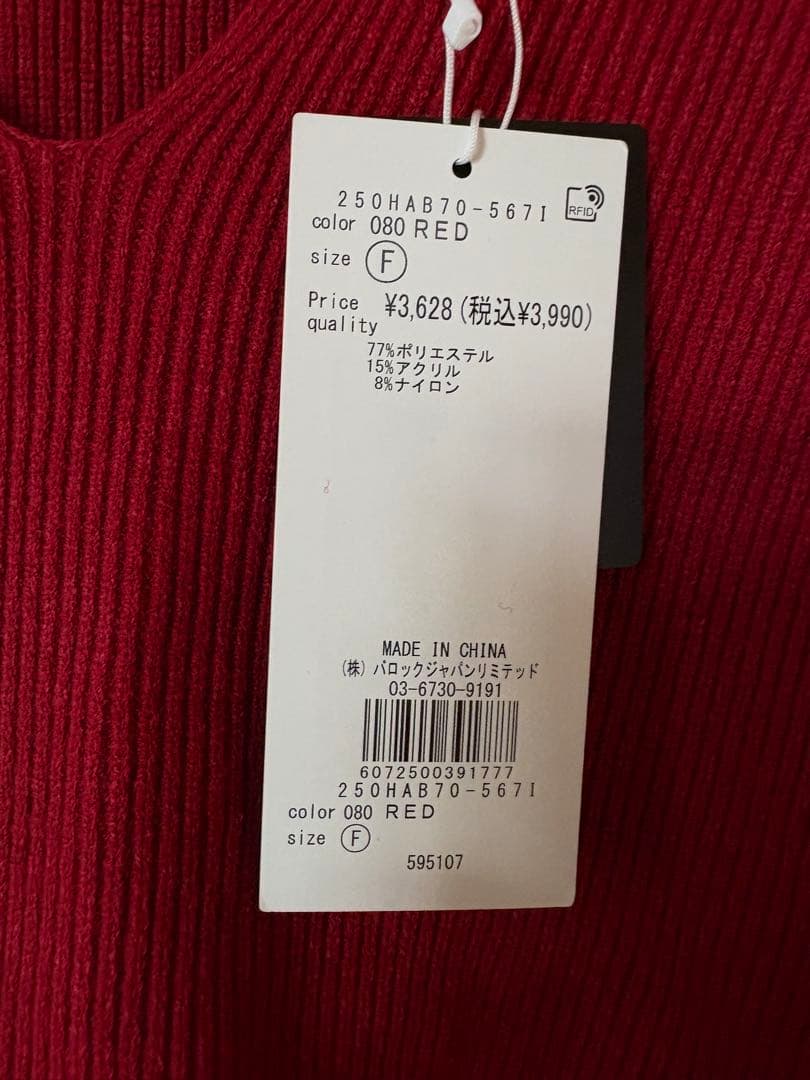 250HAB70-567I
RFID
color 080 RED
size F
Price ¥3,628(税込¥3,990)
quality
77%ポリエステル
15%アクリル
8%ナイロン
MADE IN CHINA
(株)バロックジャパンリミテッド
03-6730-9191
6072500391777
250HAB70-567I
color 080 RED
size F
595107